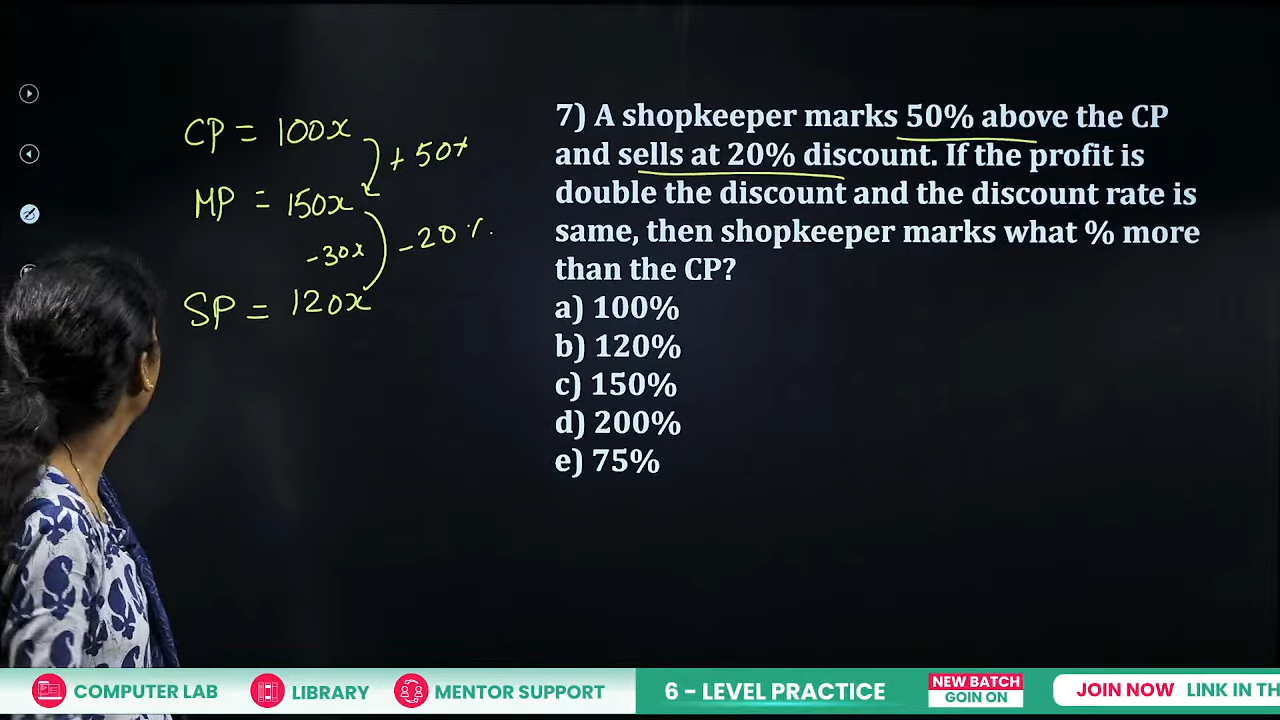 CP = 100x
+ 50x
MP = 150x
-30x
- 20%.
SP = 120x
7) A shopkeeper marks 50% above the CP
and sells at 20% discount. If the profit is
double the discount and the discount rate is
same, then shopkeeper marks what % more
than the CP?
a) 100%
b) 120%
c) 150%
d) 200%
e) 75%
COMPUTER LAB
LIBRARY
MENTOR SUPPORT
6 - LEVEL PRACTICE
NEW BATCH
GOIN ON
JOIN NOW LINK IN TH